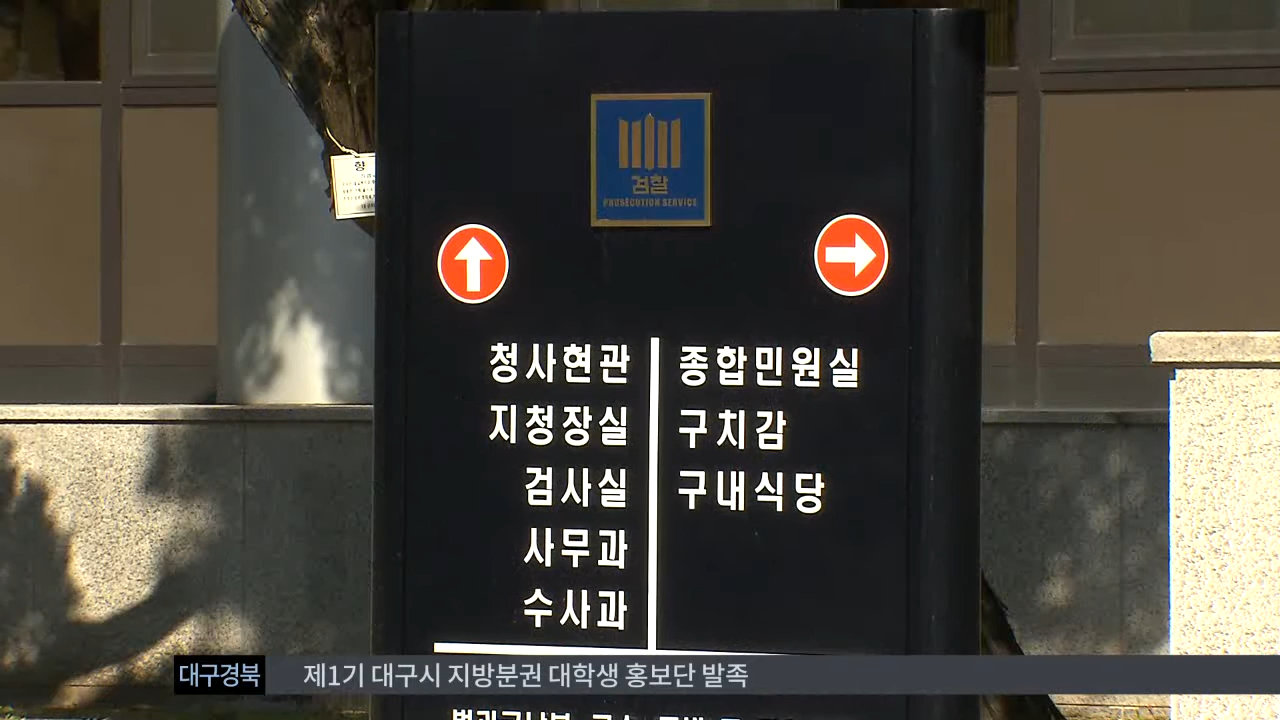 향
검찰
PROSECUTION SERVICE
청사현관
지청장실
검사실
사무과
수사과
종합민원실
구치감
구내식당
대구경북 제1기 대구시 지방분권 대학생 홍보단 발족